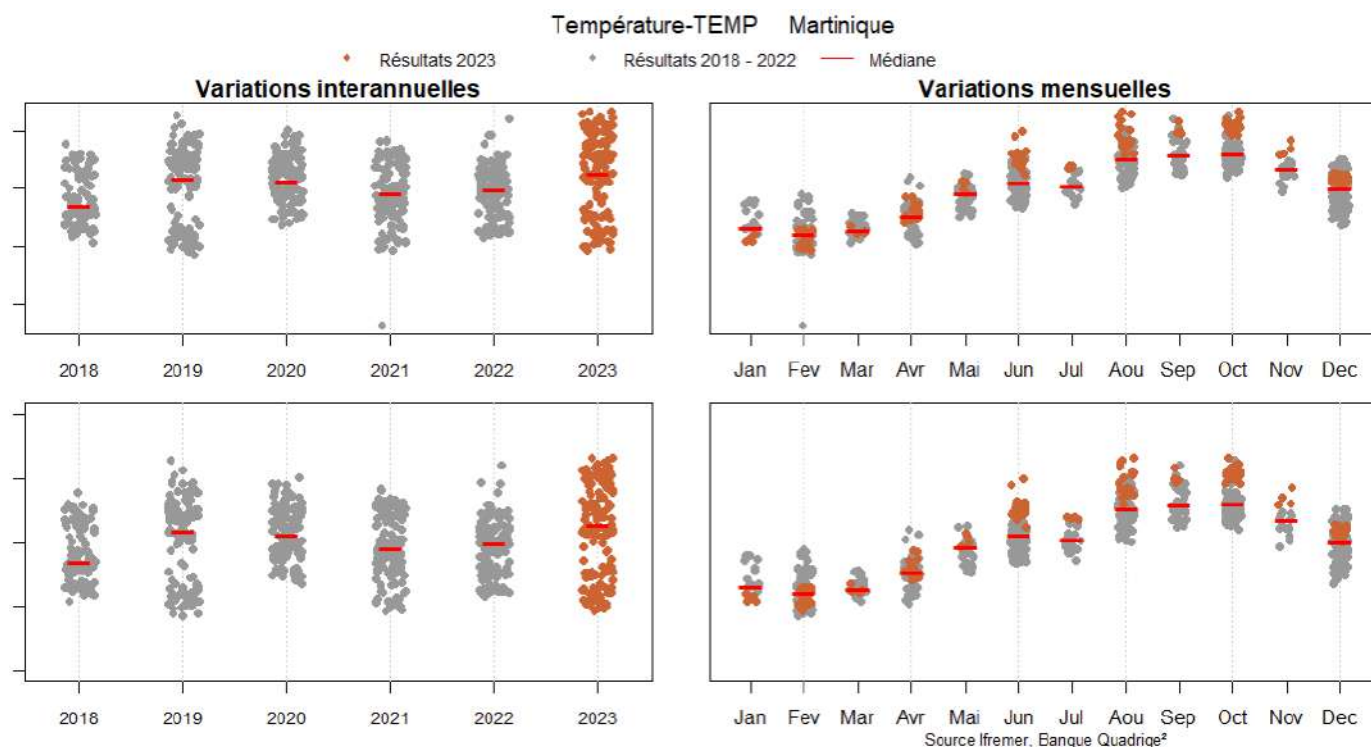 Température-TEMP Martinique
Résultats 2023 Résultats 2018 - 2022 Médiane
Variations interannuelles Variations mensuelles
2018 2019 2020 2021 2022 2023 Jan Fev Mar Avr Mai Jun Jul Aou Sep Oct Nov Dec
2018 2019 2020 2021 2022 2023 Jan Fev Mar Avr Mai Jun Jul Aou Sep Oct Nov Dec
Source Ifremer, Banque Quadrige²